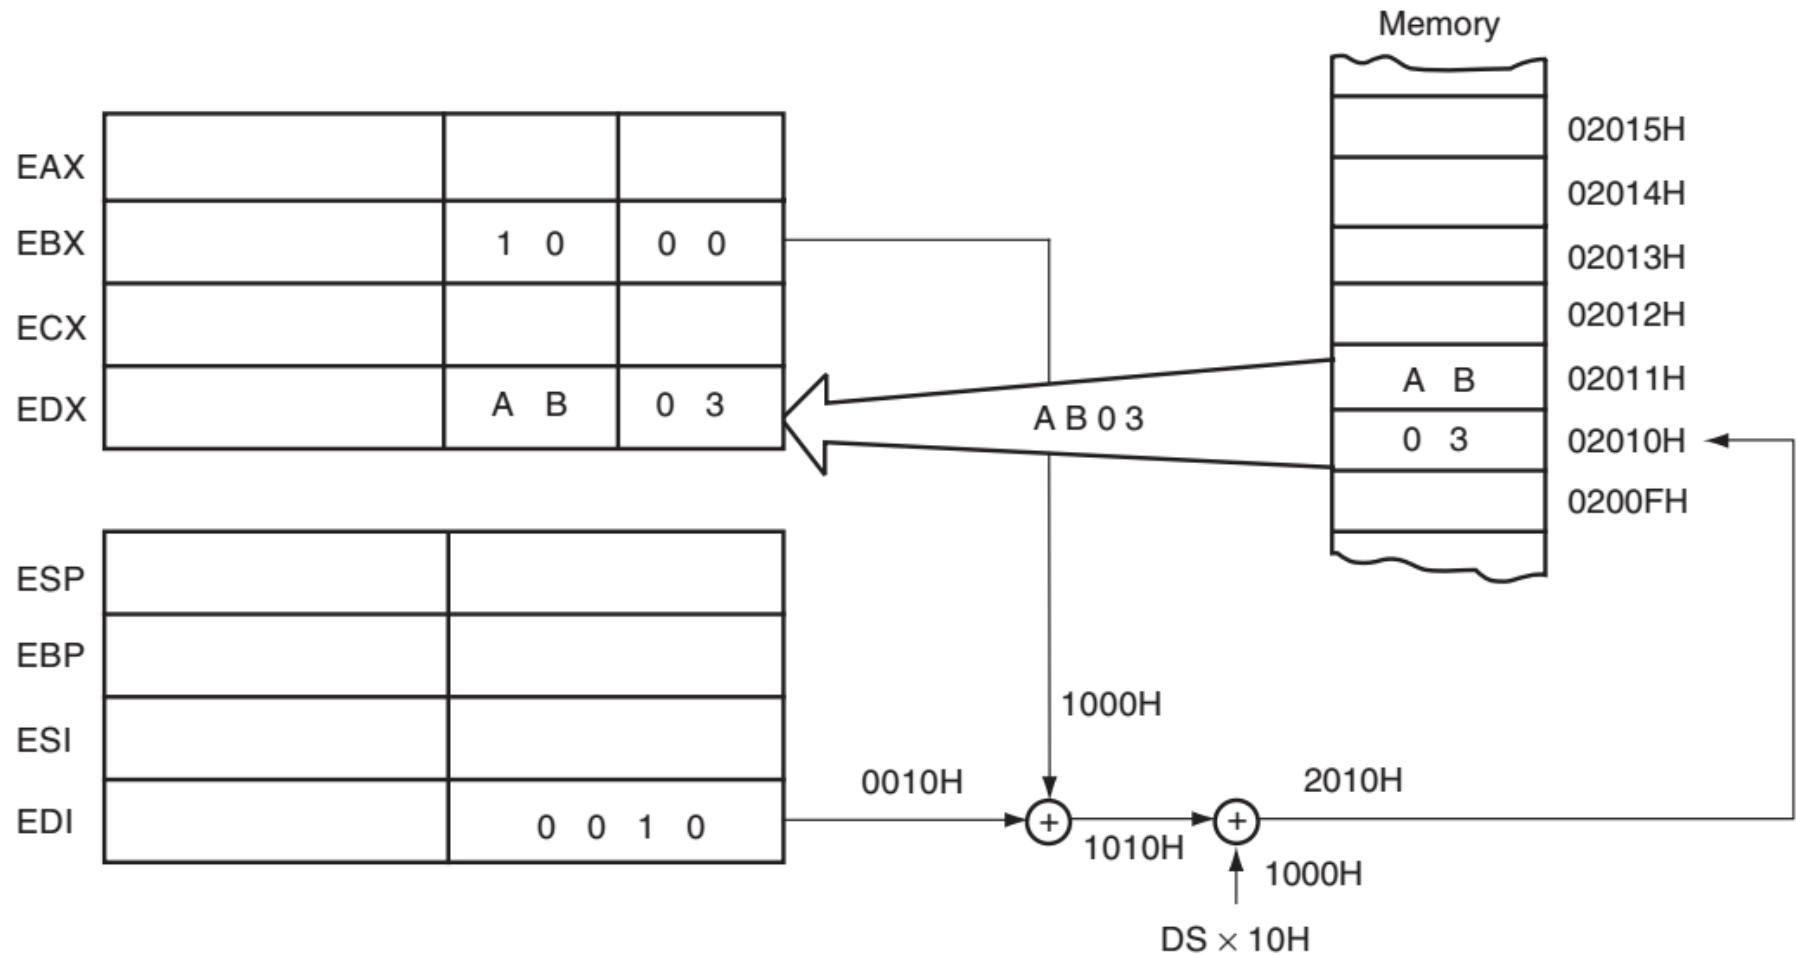 Memory
02015H
EAX
02014H
EBX 1 0 0 0
02013H
ECX
02012H
EDX A B 0 3
A B 0 3
A B 02011H
0 3 02010H
0200FH
ESP
EBP
ESI
1000H
EDI 0 0 1 0
0010H
+
1010H
+
2010H
1000H
DS × 10H